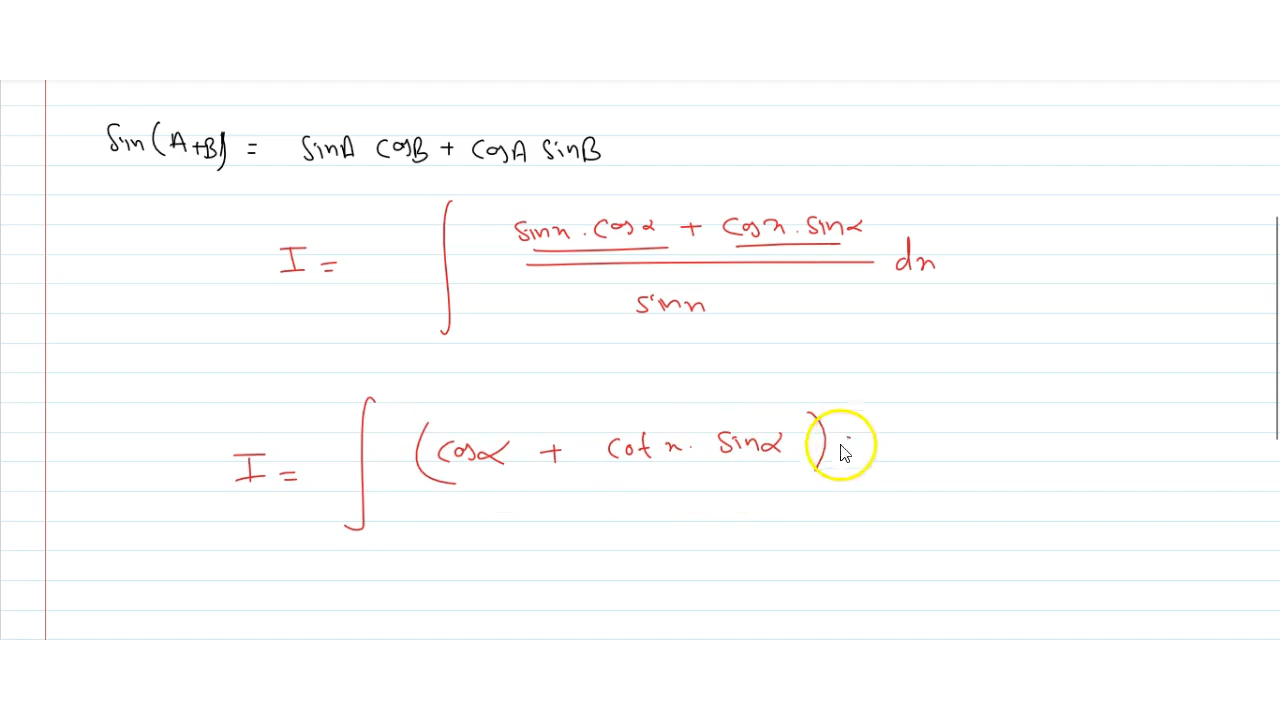 Sin(A+B) = SinA CosB + CosA SinB
sinx . cosα + cosx . sinα
I = ∫ dx
sinx
I = ∫ (cosα + cot x . sinα) .